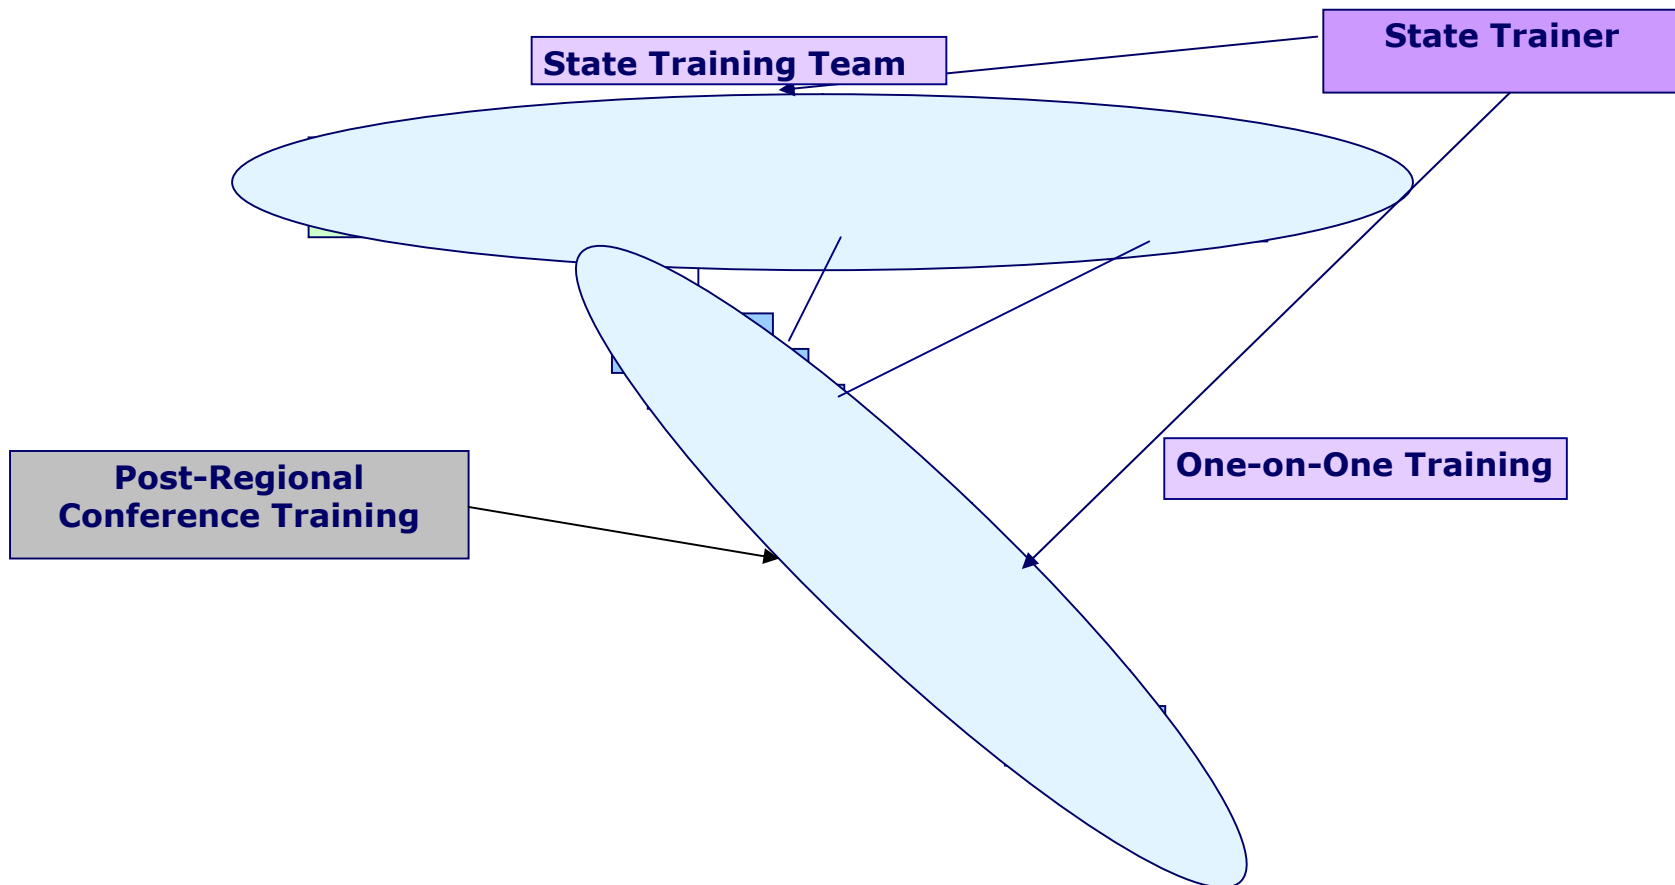 State Trainer
State Training Team
Post-Regional
Conference Training
One-on-One Training